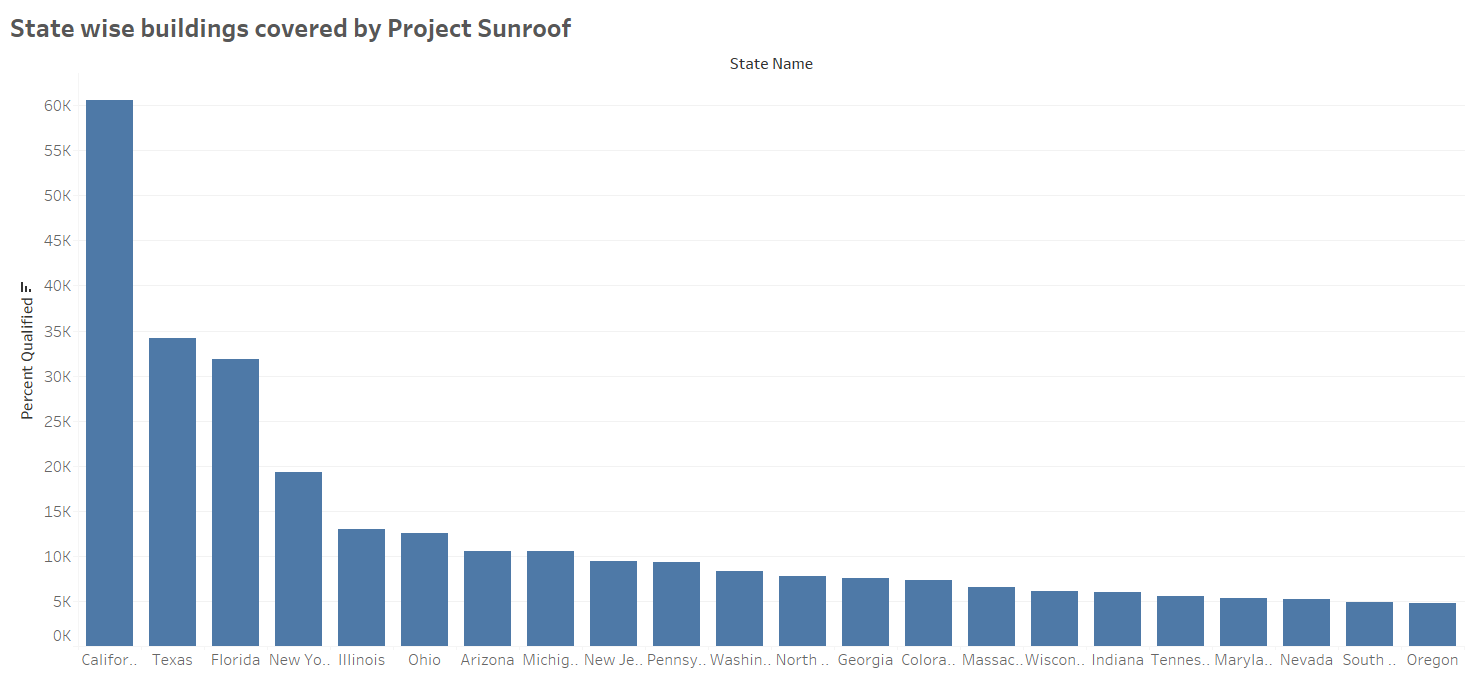 State wise buildings covered by Project Sunroof
State Name
Percent Qualified
60K
55K
50K
45K
40K
35K
30K
25K
20K
15K
10K
5K
0K
Califor.. Texas Florida New Yo.. Illinois Ohio Arizona Michig.. New Je.. Pennsy.. Washin.. North .. Georgia Colora.. Massac.. Wiscon.. Indiana Tennes.. Maryla.. Nevada South .. Oregon